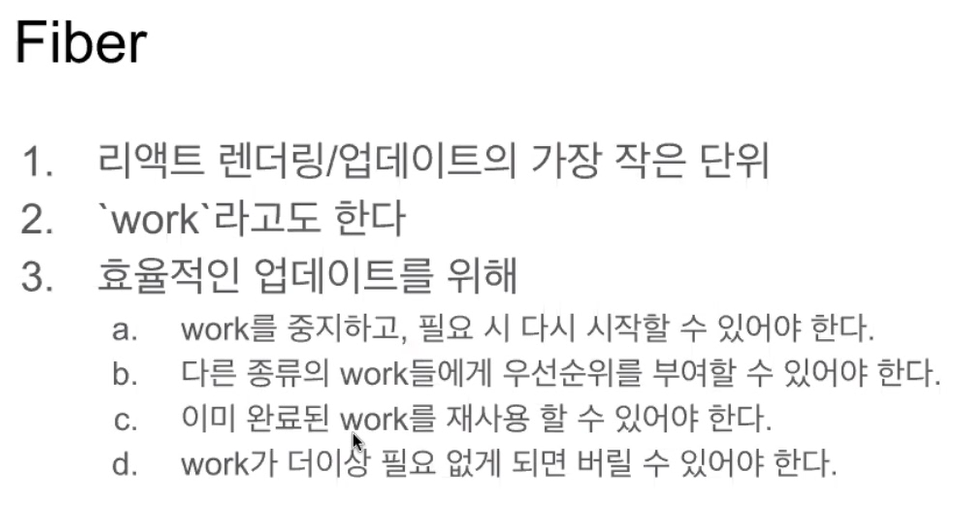 Fiber
1. 리액트 렌더링/업데이트의 가장 작은 단위
2. `work`라고도 한다
3. 효율적인 업데이트를 위해
a. work를 중지하고, 필요 시 다시 시작할 수 있어야 한다.
b. 다른 종류의 work들에게 우선순위를 부여할 수 있어야 한다.
c. 이미 완료된 work를 재사용 할 수 있어야 한다.
d. work가 더이상 필요 없게 되면 버릴 수 있어야 한다.